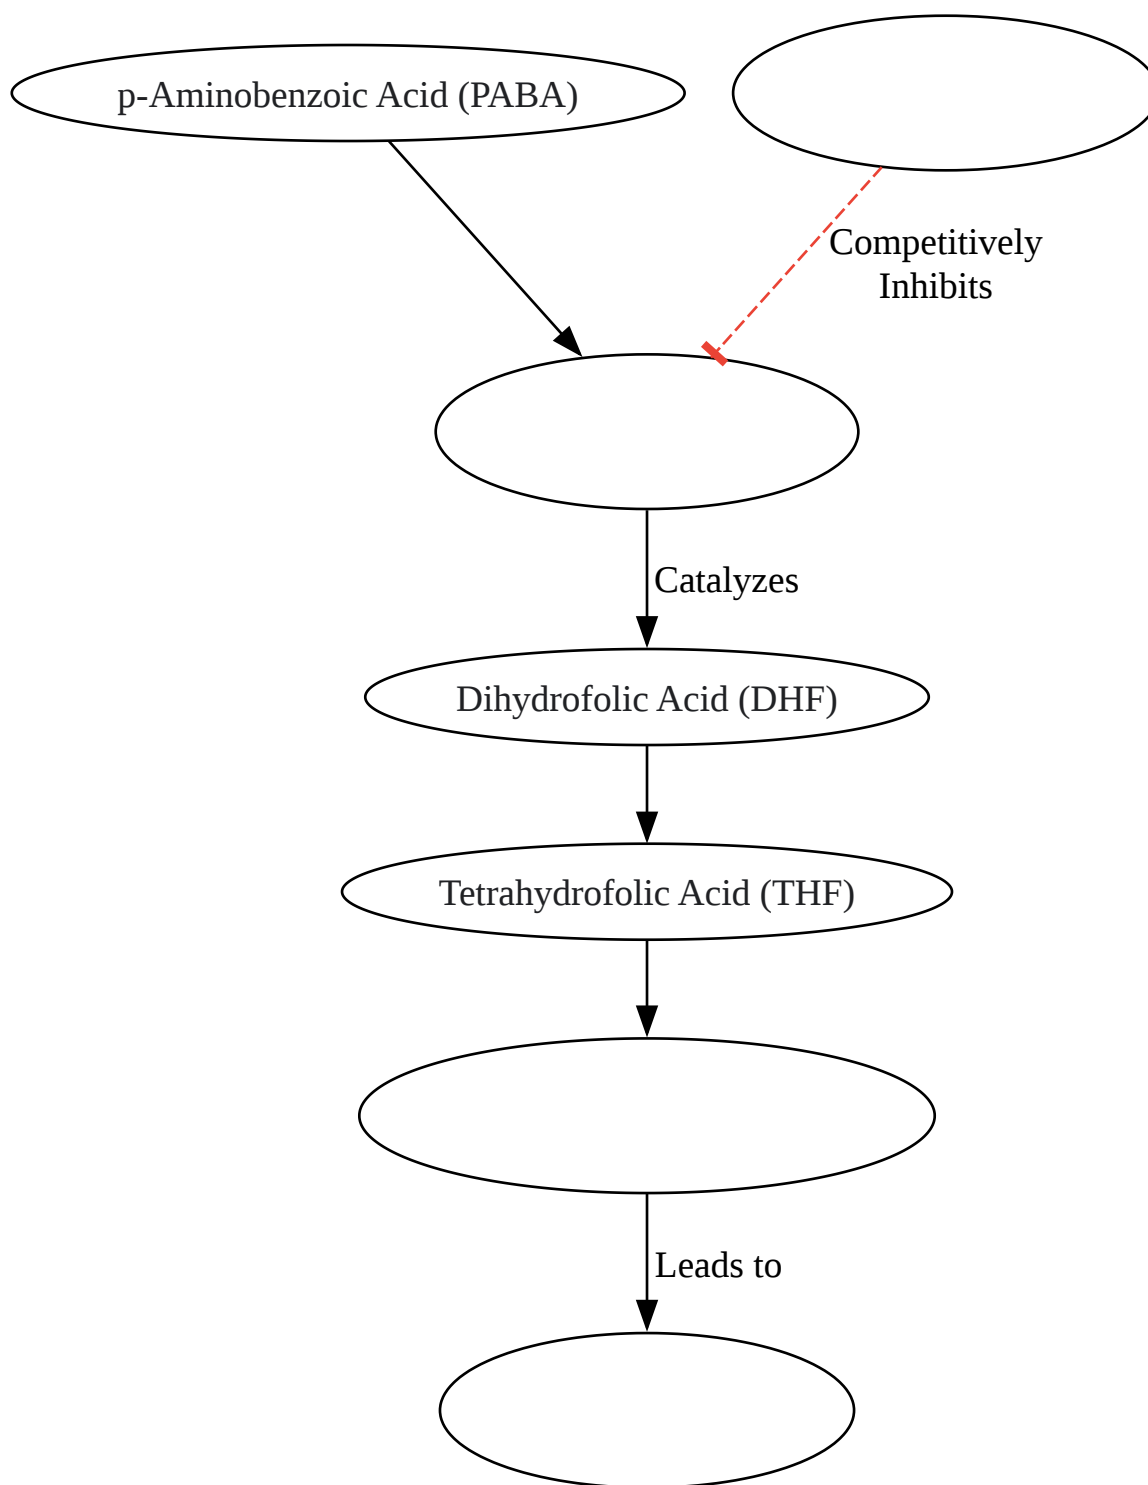 p-Aminobenzoic Acid (PABA)
Competitively
Inhibits
Catalyzes
Dihydrofolic Acid (DHF)
Tetrahydrofolic Acid (THF)
Leads to